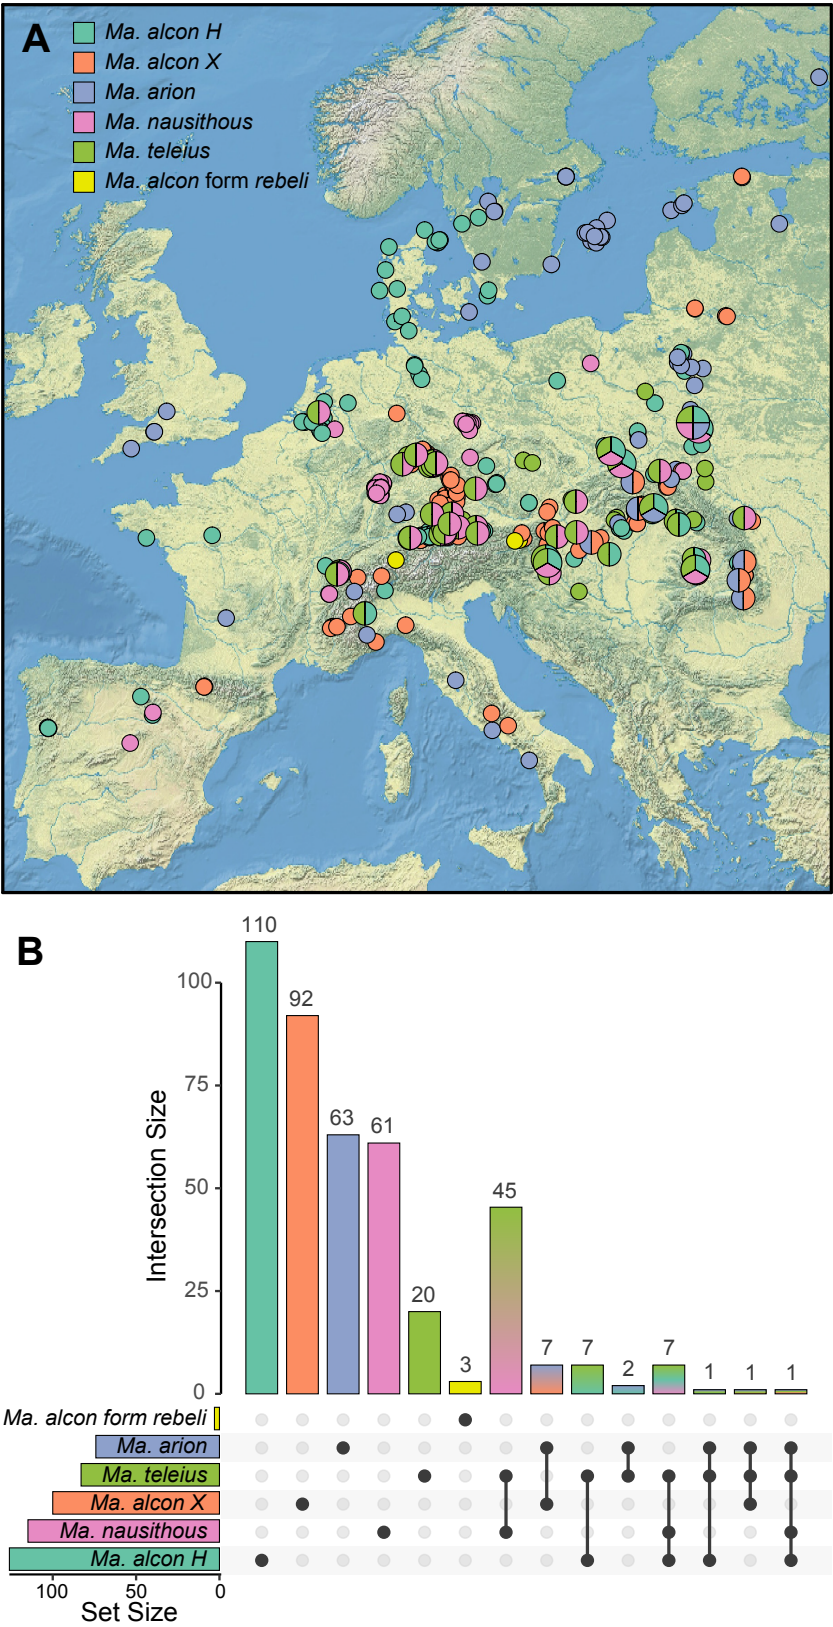 A
Ma. alcon H
Ma. alcon X
Ma. arion
Ma. nausithous
Ma. teleius
Ma. alcon form rebeli
B
110
92
63
61
20
3
45
7
7
2
7
1
1
1
100
75
50
25
0
Intersection Size
Ma. alcon form rebeli
Ma. arion
Ma. teleius
Ma. alcon X
Ma. nausithous
Ma. alcon H
100 50 0
Set Size